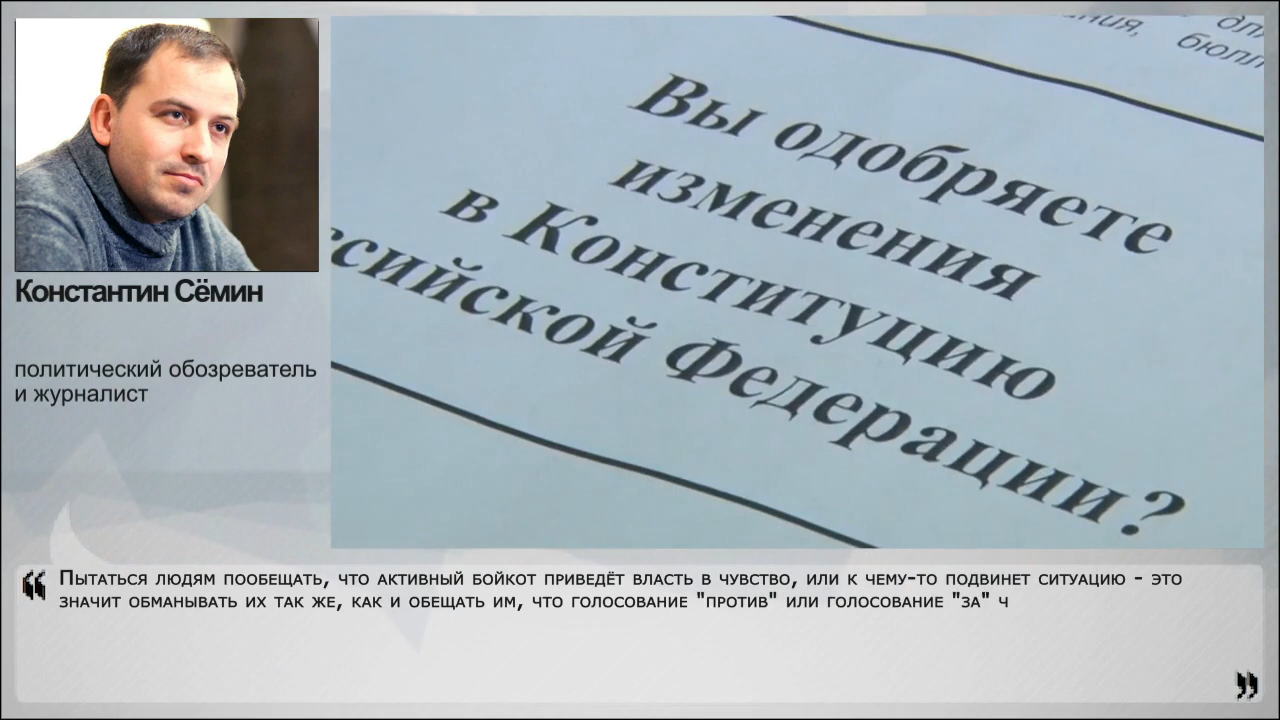 Константин Сёмин
политический обозреватель
и журналист
Вы одобряете
изменения
в Конституцию
ссийской Федерации?
бюлл
“ Пытаться людям пообещать, что активный бойкот приведёт власть в чувство, или к чему-то подвинет ситуацию - это
значит обманывать их так же, как и обещать им, что голосование "против" или голосование "за" ч
”